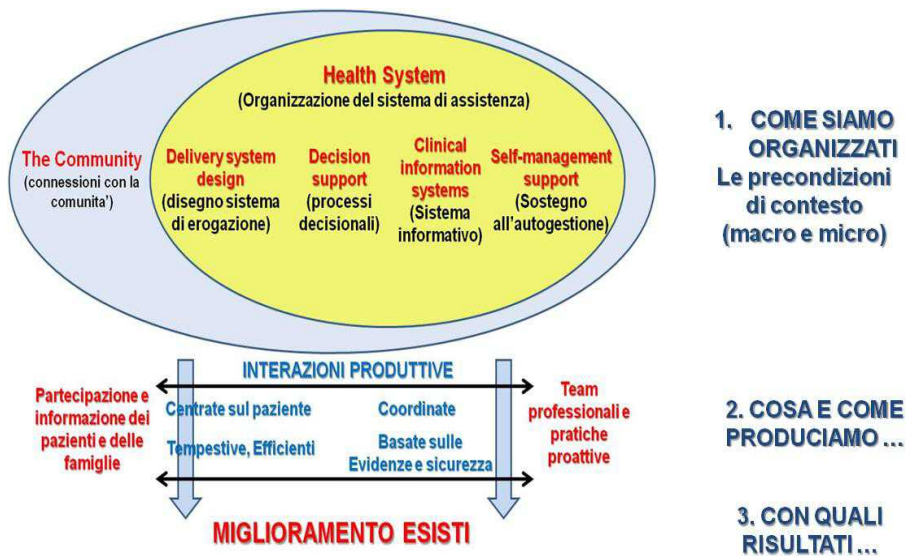 Health System
(Organizzazione del sistema di assistenza)
The Community
(connessioni con la
comunita')
Delivery system
design
(disegno sistema
di erogazione)
Decision
support
(processi
decisionali)
Clinical
information
systems
(Sistema
informativo)
Self-management
support
(Sostegno
all'autogestione)
1. COME SIAMO
ORGANIZZATI
Le precondizioni
di contesto
(macro e micro)
INTERAZIONI PRODUTTIVE
Partecipazione e
informazione dei
pazienti e delle
famiglie
Centrate sul paziente
Tempestive, Efficienti
Coordinate
Basate sulle
Evidenze e sicurezza
Team
professionali e
pratiche
proattive
2. COSA E COME
PRODUCIAMO ...
MIGLIORAMENTO ESISTI
3. CON QUALI
RISULTATI ...